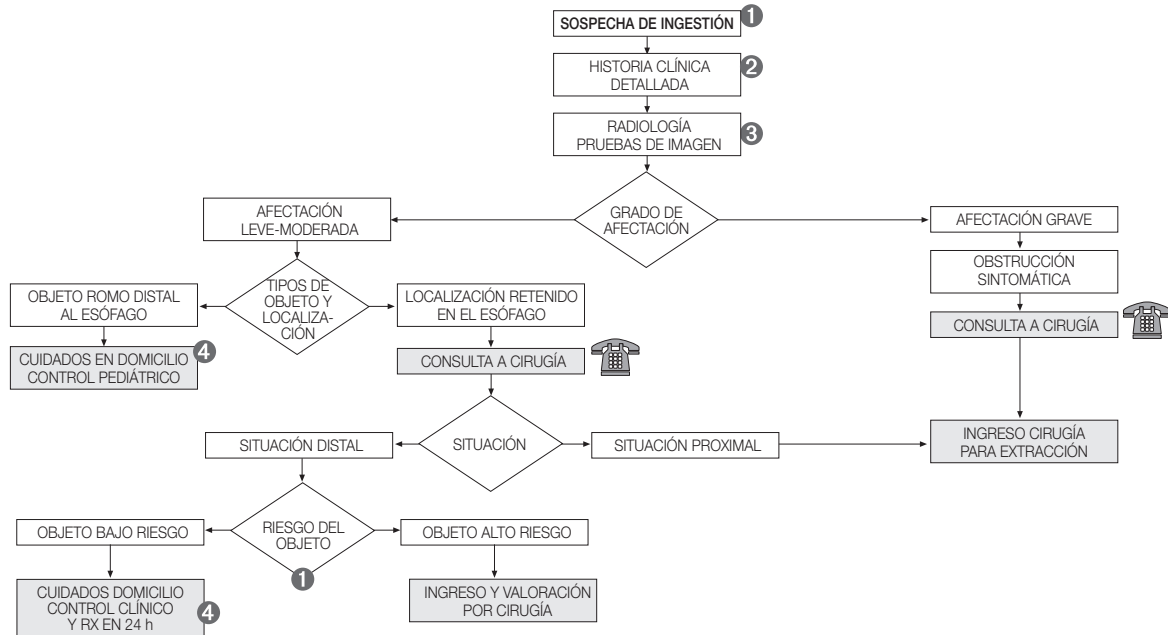 SOSPECHA DE INGESTIÓN 1
HISTORIA CLÍNICA 2
DETALLADA
RADIOLOGÍA 3
PRUEBAS DE IMAGEN
GRADO DE
AFECTACIÓN
AFECTACIÓN
LEVE-MODERADA
AFECTACIÓN GRAVE
OBSTRUCCIÓN
SINTOMÁTICA
CONSULTA A CIRUGÍA
TIPOS DE
OBJETO Y
LOCALIZA-
CIÓN
OBJETO ROMO DISTAL
AL ESÓFAGO
CUIDADOS EN DOMICILIO 4
CONTROL PEDIÁTRICO
LOCALIZACIÓN RETENIDO
EN EL ESÓFAGO
CONSULTA A CIRUGÍA
SITUACIÓN
SITUACIÓN DISTAL
SITUACIÓN PROXIMAL
INGRESO CIRUGÍA
PARA EXTRACCIÓN
RIESGO DEL
OBJETO
1
OBJETO BAJO RIESGO
OBJETO ALTO RIESGO
CUIDADOS DOMICILIO
CONTROL CLÍNICO 4
Y RX EN 24 h
INGRESO Y VALORACIÓN
POR CIRUGÍA